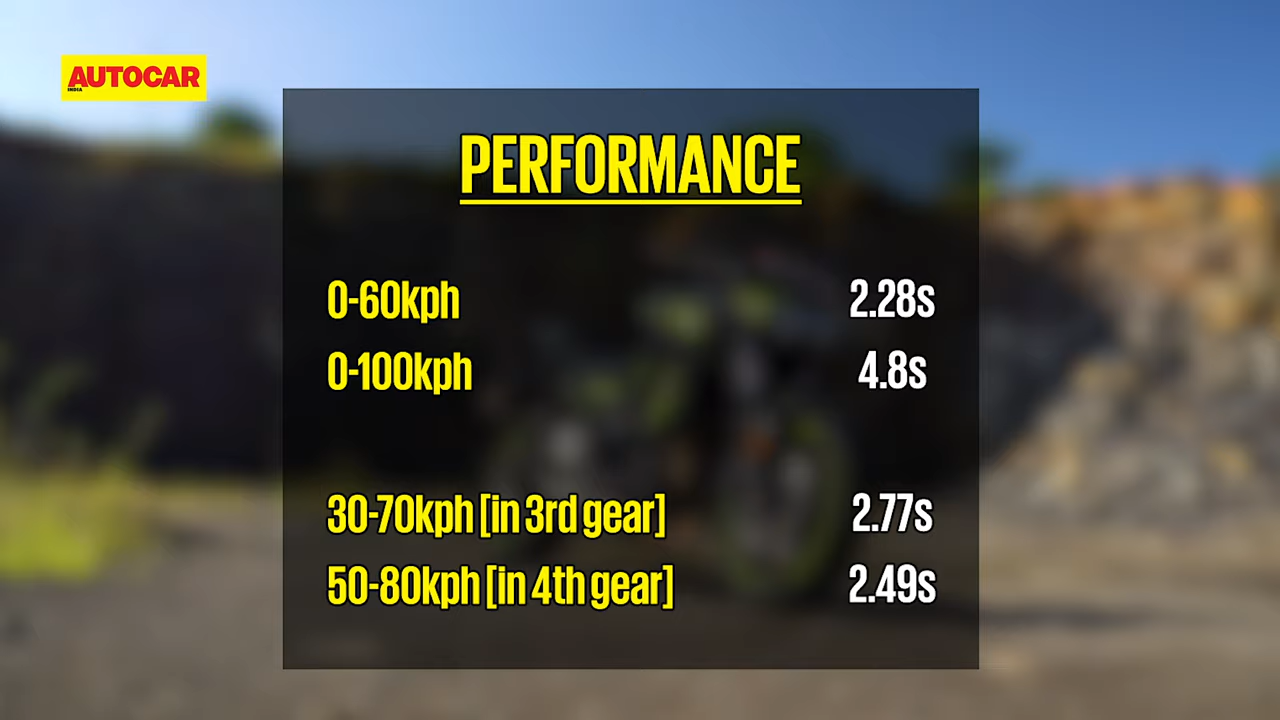 AUTOCAR
INDIA
PERFORMANCE
0-60kph 2.28s
0-100kph 4.8s
30-70kph [in 3rd gear] 2.77s
50-80kph [in 4th gear] 2.49s